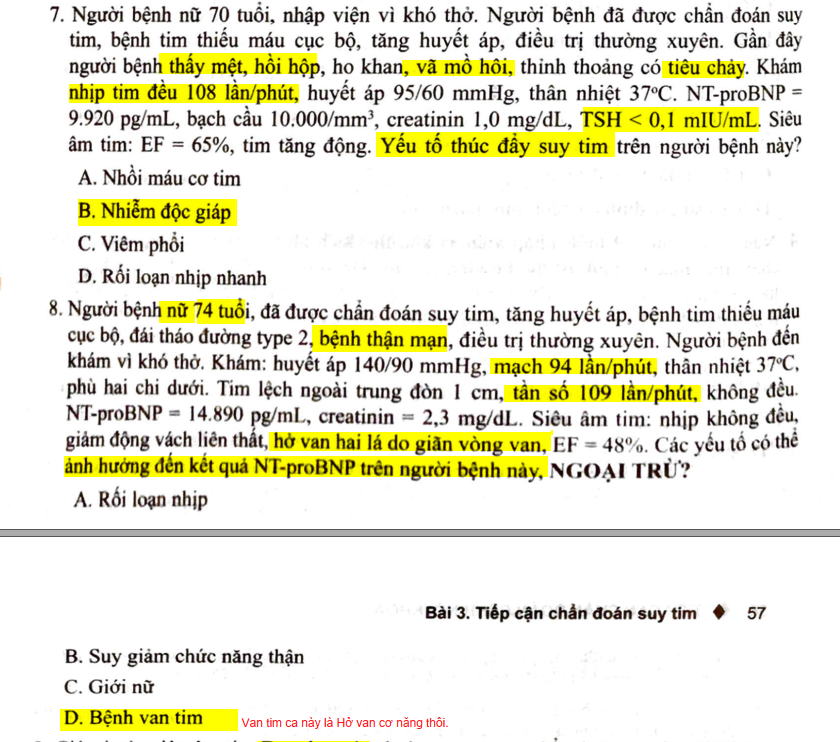 7. Người bệnh nữ 70 tuổi, nhập viện vì khó thở. Người bệnh đã được chẩn đoán suy
tim, bệnh tim thiếu máu cục bộ, tăng huyết áp, điều trị thường xuyên. Gần đây
người bệnh thấy mệt, hồi hộp, ho khan, vã mồ hôi, thỉnh thoảng có tiêu chảy. Khám
nhịp tim đều 108 lần/phút, huyết áp 95/60 mmHg, thân nhiệt 37ºC. NT-proBNP =
9.920 pg/mL, bạch cầu 10.000/mm³, creatinin 1,0 mg/dL, TSH < 0,1 mIU/mL. Siêu
âm tim: EF = 65%, tim tăng động. Yếu tố thúc đẩy suy tim trên người bệnh này?
A. Nhồi máu cơ tim
B. Nhiễm độc giáp
C. Viêm phổi
D. Rối loạn nhịp nhanh
8. Người bệnh nữ 74 tuổi, đã được chẩn đoán suy tim, tăng huyết áp, bệnh tim thiếu máu
cục bộ, đái tháo đường type 2, bệnh thận mạn, điều trị thường xuyên. Người bệnh đến
khám vì khó thở. Khám: huyết áp 140/90 mmHg, mạch 94 lần/phút, thân nhiệt 37ºC,
phù hai chi dưới. Tim lệch ngoài trung đòn 1 cm, tần số 109 lần/phút, không đều.
NT-proBNP = 14.890 pg/mL, creatinin = 2,3 mg/dL. Siêu âm tim: nhịp không đều,
giảm động vách liên thất, hở van hai lá do giãn vòng van, EF = 48%. Các yếu tố có thể
ảnh hưởng đến kết quả NT-proBNP trên người bệnh này, NGOẠI TRỪ?
A. Rối loạn nhịp
Bài 3. Tiếp cận chẩn đoán suy tim ♦ 57
B. Suy giảm chức năng thận
C. Giới nữ
D. Bệnh van tim Van tim ca này là Hở van cơ năng thôi.